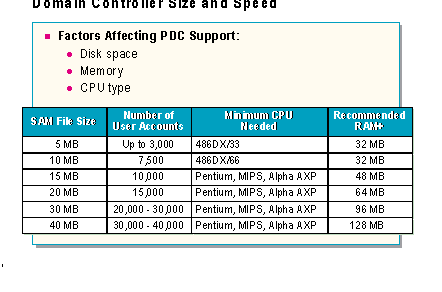 Domain Controller Size and Speed
Factors Affecting PDC Support:
Disk space
Memory
CPU type
SAM File Size Number of User Accounts Minimum CPU Needed Recommended RAM+
5 MB Up to 3,000 486DX/33 32 MB
10 MB 7,500 486DX/66 32 MB
15 MB 10,000 Pentium, MIPS, Alpha AXP 48 MB
20 MB 15,000 Pentium, MIPS, Alpha AXP 64 MB
30 MB 20,000 - 30,000 Pentium, MIPS, Alpha AXP 96 MB
40 MB 30,000 - 40,000 Pentium, MIPS, Alpha AXP 128 MB